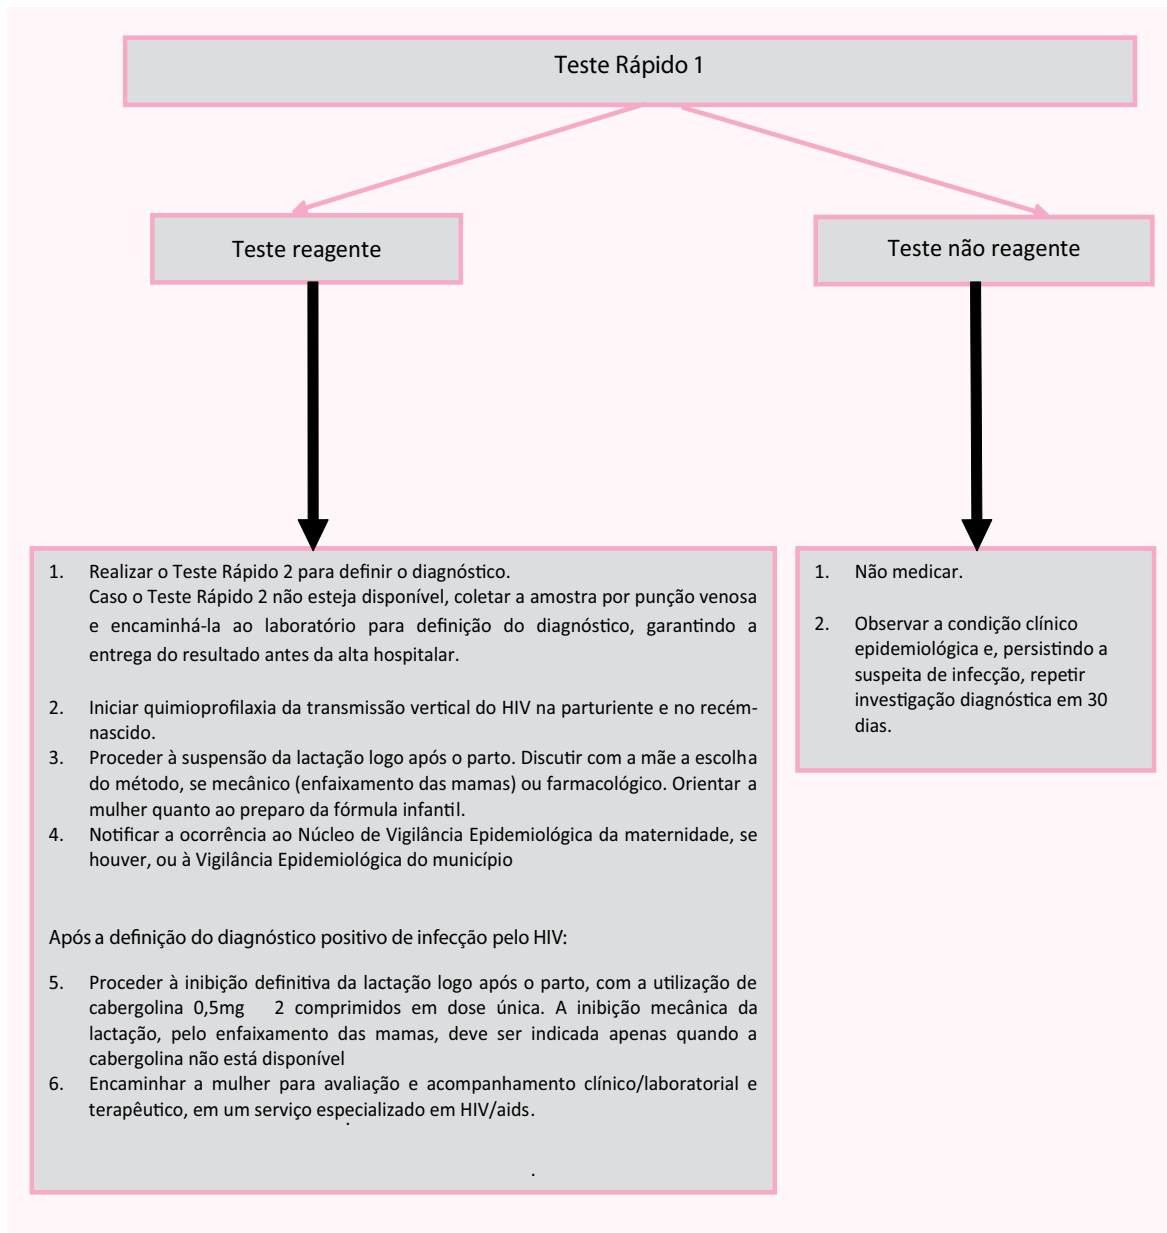 Teste Rápido 1
Teste reagente
Teste não reagente
1. Realizar o Teste Rápido 2 para definir o diagnóstico.
Caso o Teste Rápido 2 não esteja disponível, coletar a amostra por punção venosa
e encaminhá-la ao laboratório para definição do diagnóstico, garantindo a
entrega do resultado antes da alta hospitalar.
2. Iniciar quimioprofilaxia da transmissão vertical do HIV na parturiente e no recém-
nascido.
3. Proceder à suspensão da lactação logo após o parto. Discutir com a mãe a escolha
do método, se mecânico (enfaixamento das mamas) ou farmacológico. Orientar a
mulher quanto ao preparo da fórmula infantil.
4. Notificar a ocorrência ao Núcleo de Vigilância Epidemiológica da maternidade, se
houver, ou à Vigilância Epidemiológica do município
Após a definição do diagnóstico positivo de infecção pelo HIV:
5. Proceder à inibição definitiva da lactação logo após o parto, com a utilização de
cabergolina 0,5mg 2 comprimidos em dose única. A inibição mecânica da
lactação, pelo enfaixamento das mamas, deve ser indicada apenas quando a
cabergolina não está disponível
6. Encaminhar a mulher para avaliação e acompanhamento clínico/laboratorial e
terapêutico, em um serviço especializado em HIV/aids.
1. Não medicar.
2. Observar a condição clínico
epidemiológica e, persistindo a
suspeita de infecção, repetir
investigação diagnóstica em 30
dias.